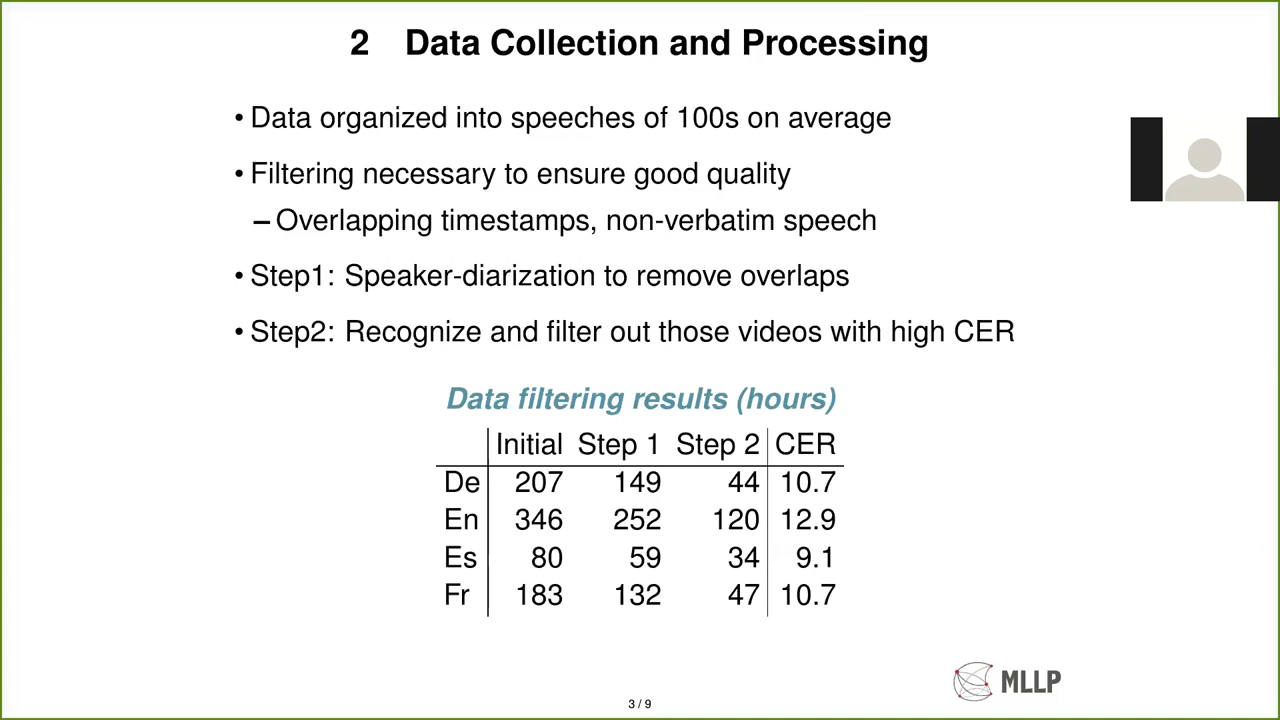 2 Data Collection and Processing
• Data organized into speeches of 100s on average
• Filtering necessary to ensure good quality
– Overlapping timestamps, non-verbatim speech
• Step1: Speaker-diarization to remove overlaps
• Step2: Recognize and filter out those videos with high CER
Data filtering results (hours)
Initial Step 1 Step 2 CER
De 207 149 44 10.7
En 346 252 120 12.9
Es 80 59 34 9.1
Fr 183 132 47 10.7
MLLP
3 / 9